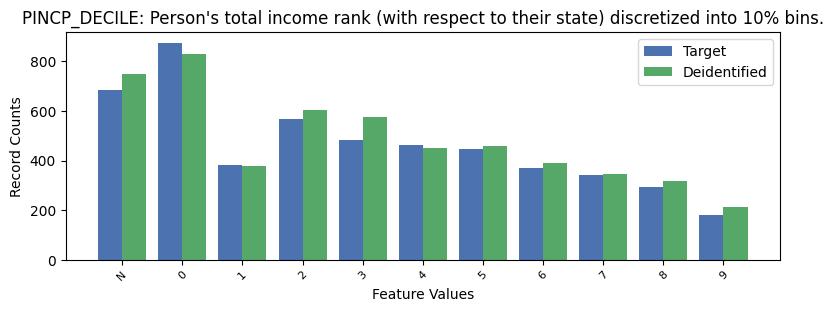 PINCP_DECILE: Person's total income rank (with respect to their state) discretized into 10% bins.
Target
Deidentified
Record Counts
800
600
400
200
0
N 0 1 2 3 4 5 6 7 8 9
Feature Values